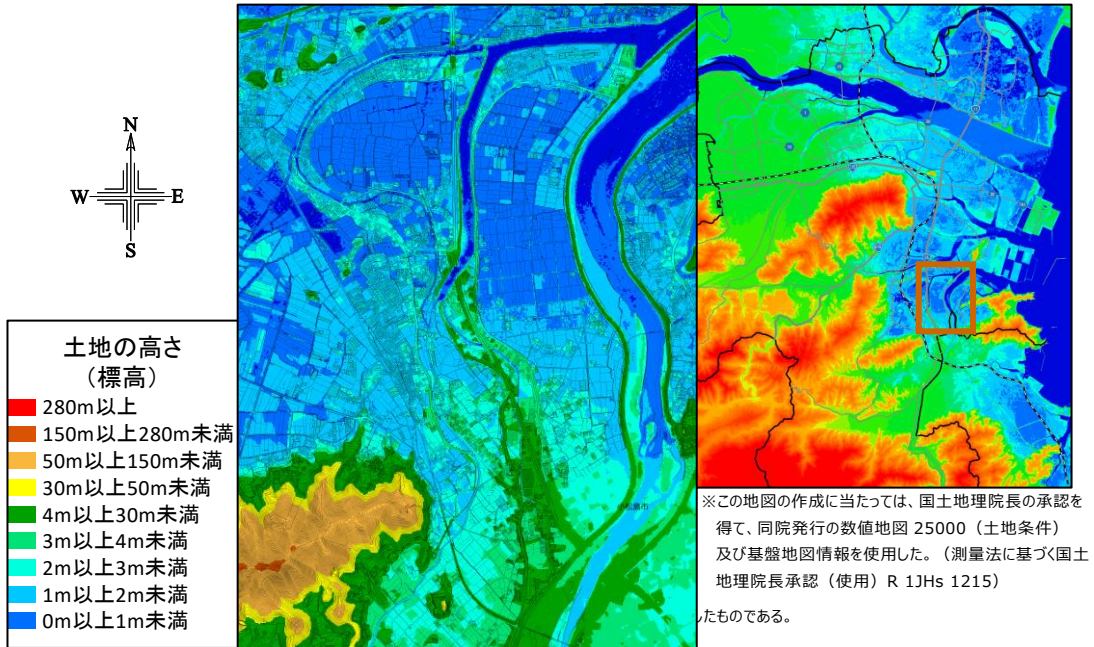 N
W
E
S
土地の高さ
(標高)
280m以上
150m以上280m未満
50m以上150m未満
30m以上50m未満
4m以上30m未満
3m以上4m未満
2m以上3m未満
1m以上2m未満
0m以上1m未満
小松島市
※この地図の作成に当たっては、国土地理院長の承認を
得て、同院発行の数値地図 25000（土地条件）
及び基盤地図情報を使用した。（測量法に基づく国土
地理院長承認（使用）R 1JHs 1215）
したものである。